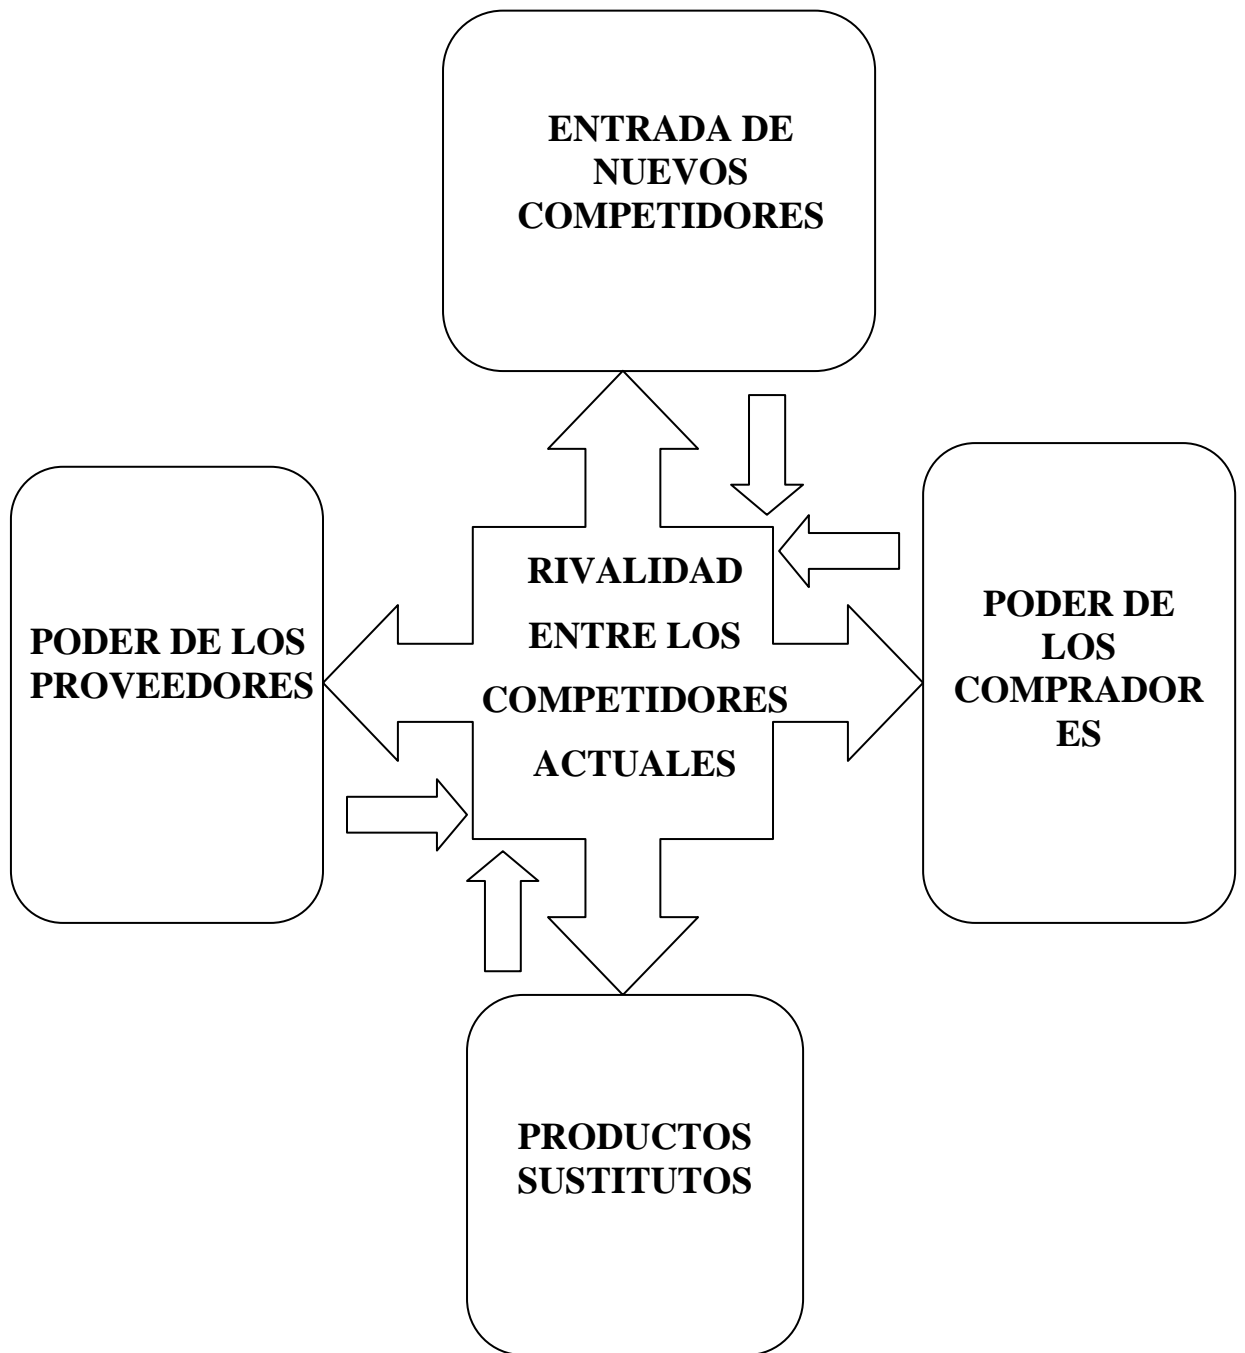 ENTRADA DE
NUEVOS
COMPETIDORES
PODER DE LOS
PROVEEDORES
RIVALIDAD
ENTRE LOS
COMPETIDORES
ACTUALES
PODER DE
LOS
COMPRADOR
ES
PRODUCTOS
SUSTITUTOS